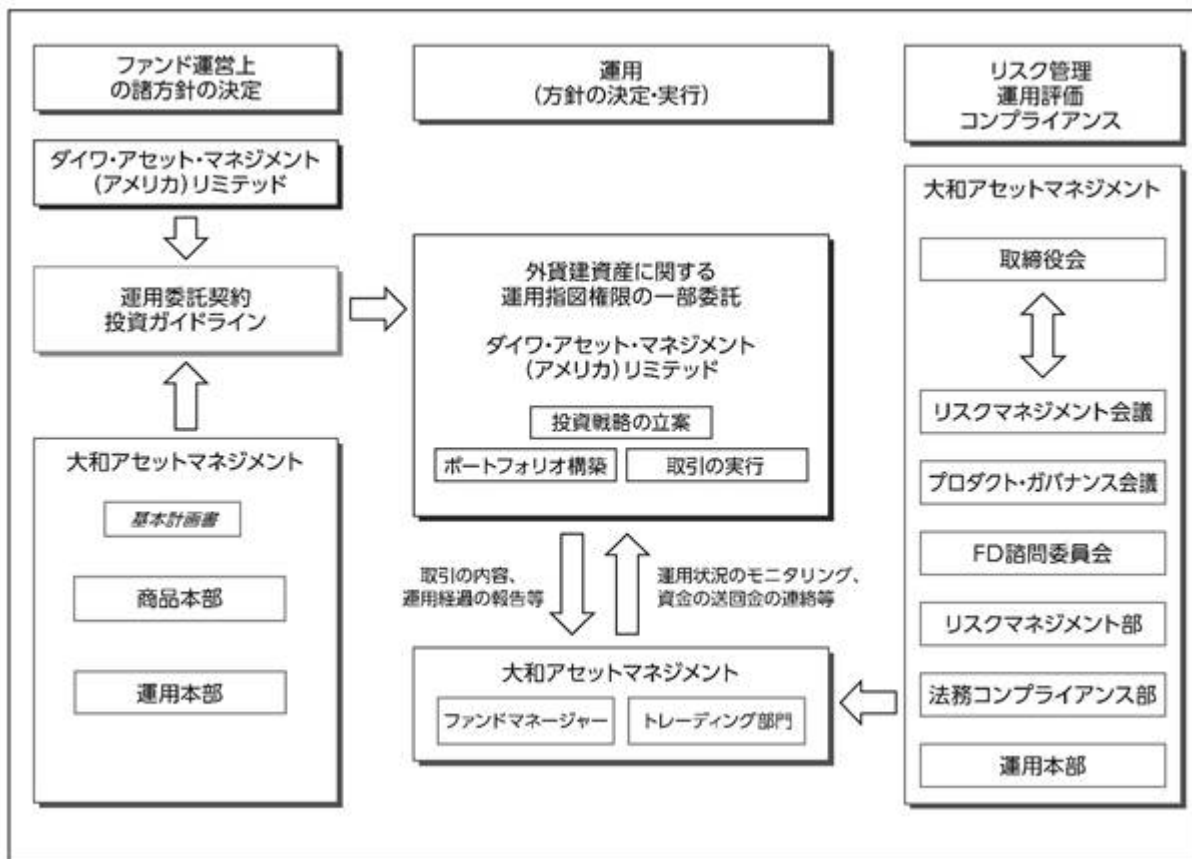 ファンド運営上
の諸方針の決定
ダイワ・アセット・マネジメント
(アメリカ)リミテッド
運用委託契約
投資ガイドライン
大和アセットマネジメント
基本計画書
商品本部
運用本部
運用
(方針の決定・実行)
外貨建資産に関する
運用指図権限の一部委託
ダイワ・アセット・マネジメント
(アメリカ)リミテッド
投資戦略の立案
ポートフォリオ構築
取引の実行
取引の内容、
運用経過の報告等
運用状況のモニタリング、
資金の送回金の連絡等
大和アセットマネジメント
ファンドマネージャー
トレーディング部門
リスク管理
運用評価
コンプライアンス
大和アセットマネジメント
取締役会
リスクマネジメント会議
プロダクト・ガバナンス会議
FD諮問委員会
リスクマネジメント部
法務コンプライアンス部
運用本部